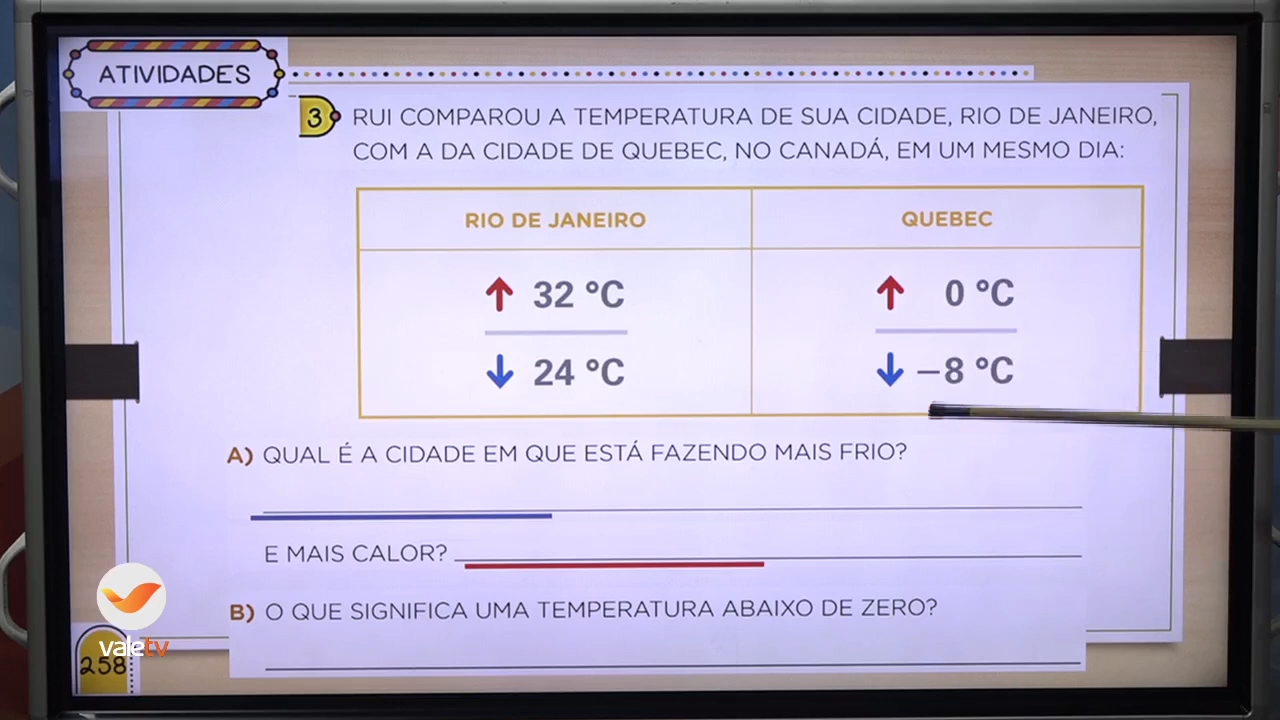 ATIVIDADES
3 RUI COMPAROU A TEMPERATURA DE SUA CIDADE, RIO DE JANEIRO,
COM A DA CIDADE DE QUEBEC, NO CANADÁ, EM UM MESMO DIA:
RIO DE JANEIRO
QUEBEC
↑ 32 °C
↑ 0 °C
↓ 24 °C
↓ –8 °C
A) QUAL É A CIDADE EM QUE ESTÁ FAZENDO MAIS FRIO?
E MAIS CALOR?
B) O QUE SIGNIFICA UMA TEMPERATURA ABAIXO DE ZERO?
valetv
258